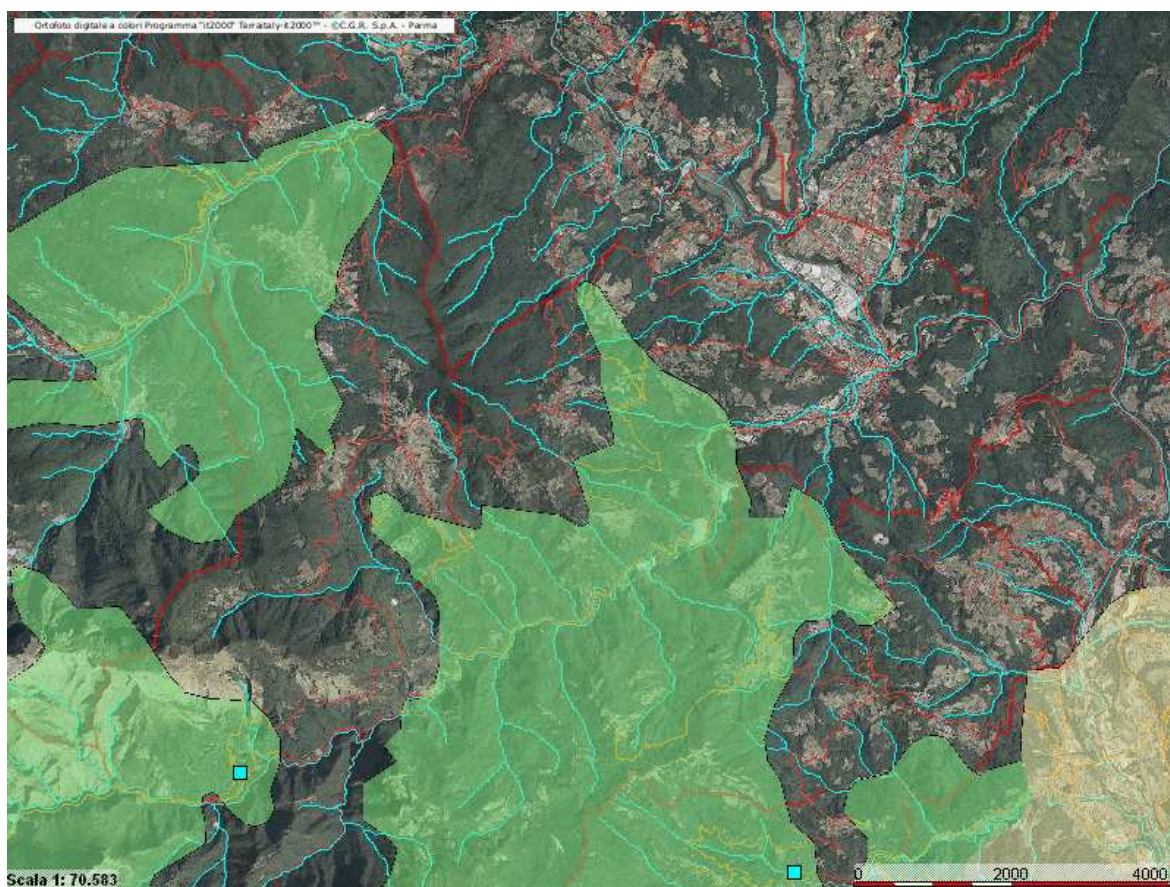 Ortofoto digitale a colori Programma "it2000" Terraitaly-it2000™ - ©C.G.R. S.p.A. - Parma
Scala 1: 70.583
0 2000 4000